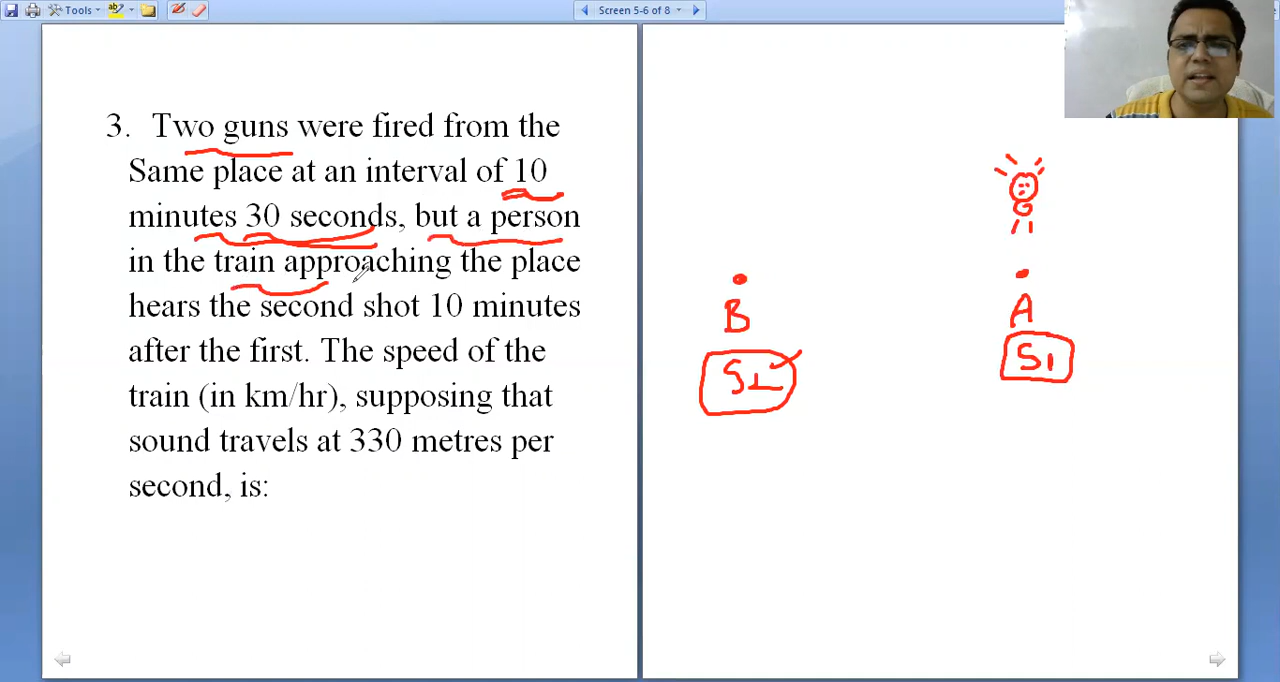 Tools
Screen 5-6 of 8
3. Two guns were fired from the
Same place at an interval of 10
minutes 30 seconds, but a person
in the train approaching the place
hears the second shot 10 minutes
after the first. The speed of the
train (in km/hr), supposing that
sound travels at 330 metres per
second, is:
B
A
S1